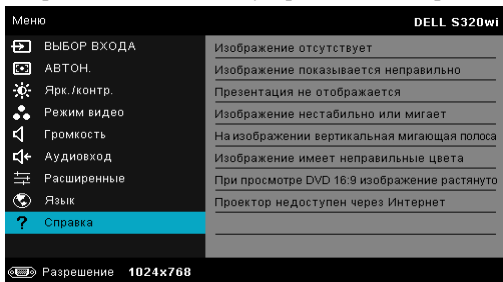 Меню DELL S320wi
ВЫБОР ВХОДА
АВТОН.
Ярк./контр.
Режим видео
Громкость
Аудиовход
Расширенные
Язык
? Справка
Изображение отсутствует
Изображение показывается неправильно
Презентация не отображается
Изображение нестабильно или мигает
На изображении вертикальная мигающая полоса
Изображение имеет неправильные цвета
При просмотре DVD 16:9 изображение растянуто
Проектор недоступен через Интернет
Разрешение 1024x768